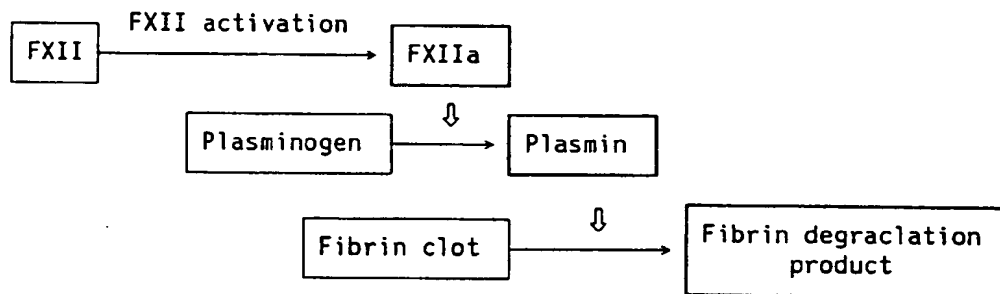 FXII activation
FXII
FXIIa
Plasminogen
Plasmin
Fibrin clot
Fibrin degraclation
product